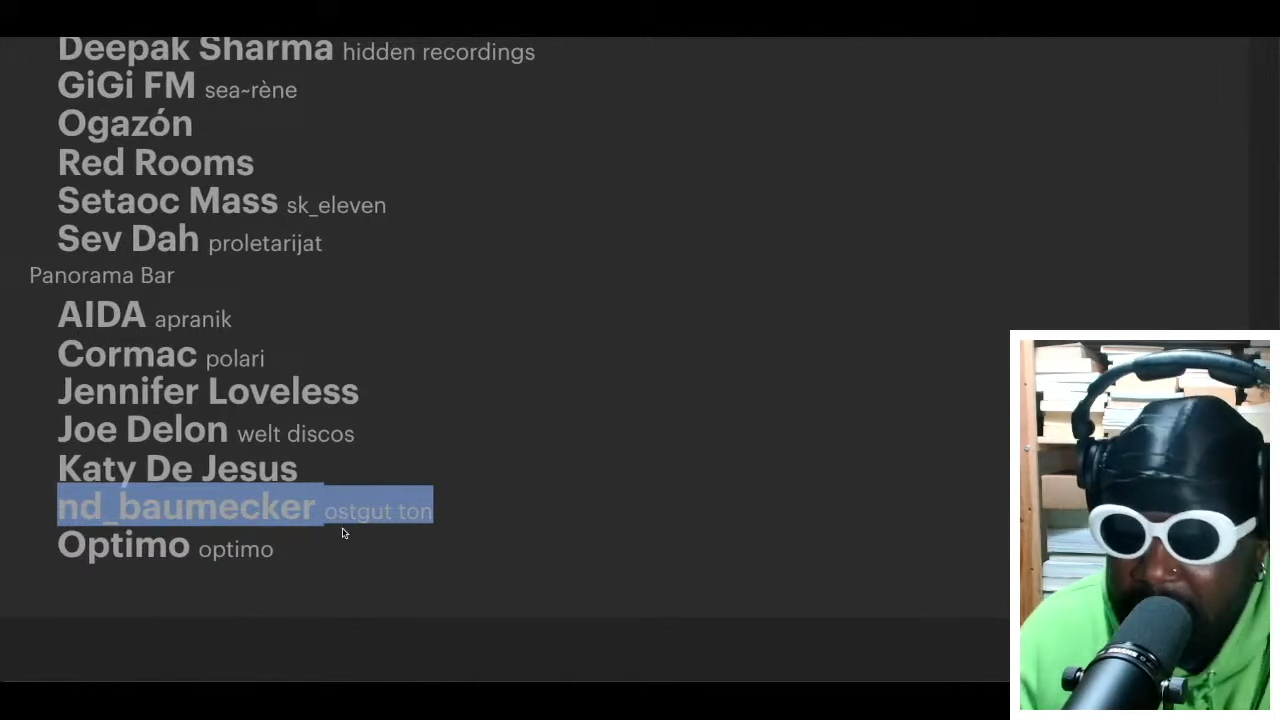 Deepak Sharma hidden recordings
GiGi FM sea~rène
Ogazón
Red Rooms
Setaoc Mass sk_eleven
Sev Dah proletarijat
Panorama Bar
AIDA apranik
Cormac polari
Jennifer Loveless
Joe Delon welt discos
Katy De Jesus
nd_baumecker ostgut ton
Optimo optimo